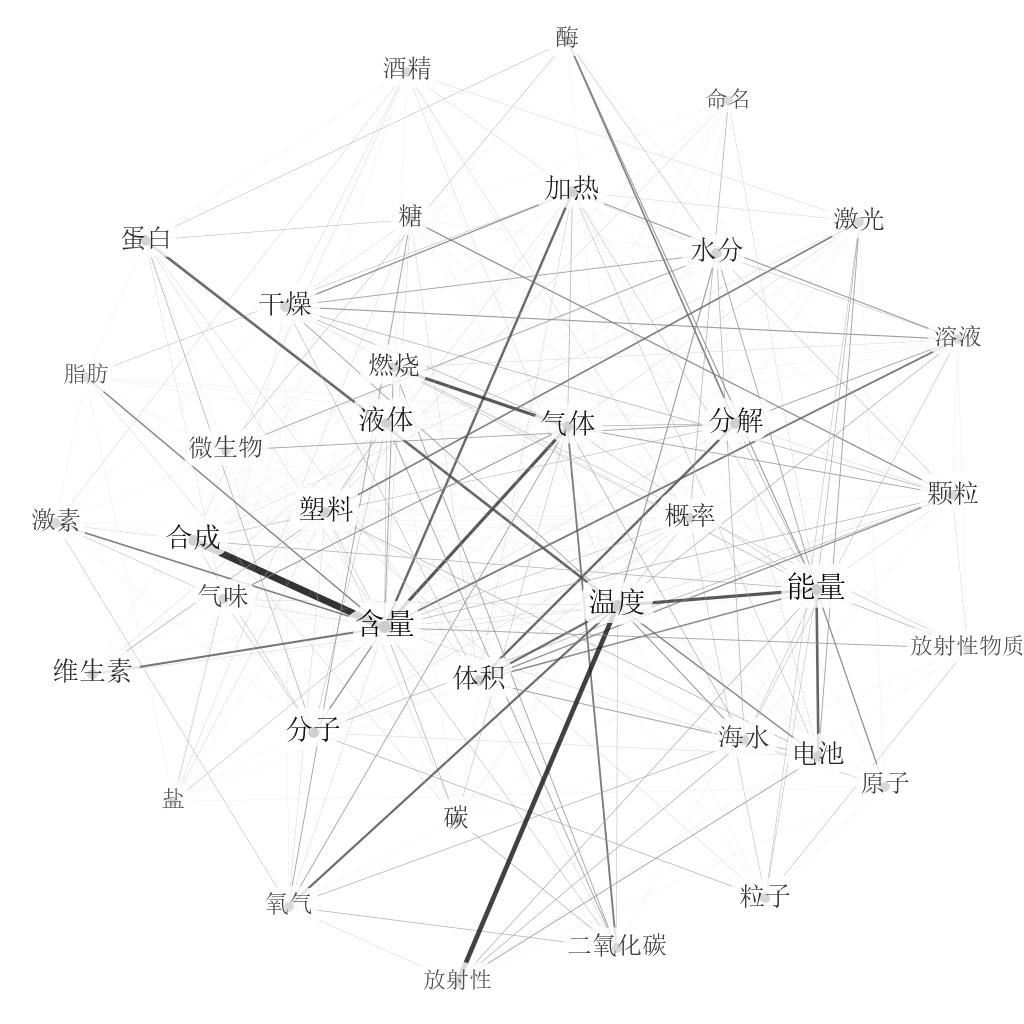 酶
酒精
命名
加热
糖
激光
蛋白
水分
干燥
溶液
燃烧
脂肪
液体
气体
分解
微生物
颗粒
塑料
概率
激素
合成
能量
气味
温度
含量
放射性物质
维生素
体积
分子
海水
电池
原子
盐
碳
粒子
氧气
二氧化碳
放射性